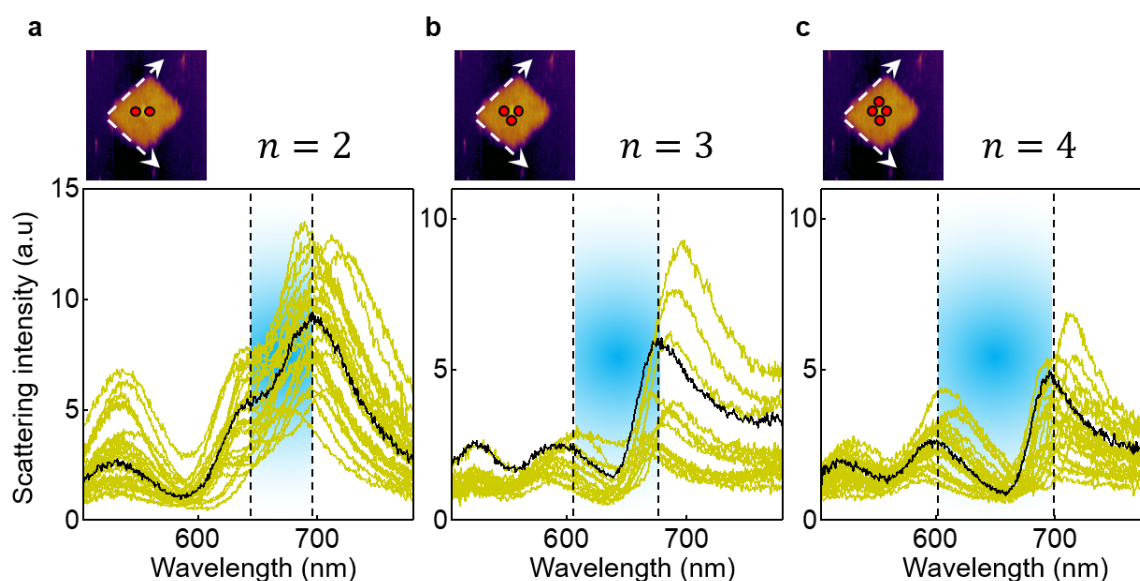 a
b
c
n = 2
n = 3
n = 4
Scattering intensity (a.u)
15
10
5
0
600
700
Wavelength (nm)
10
5
0
600
700
Wavelength (nm)
10
5
0
600
700
Wavelength (nm)